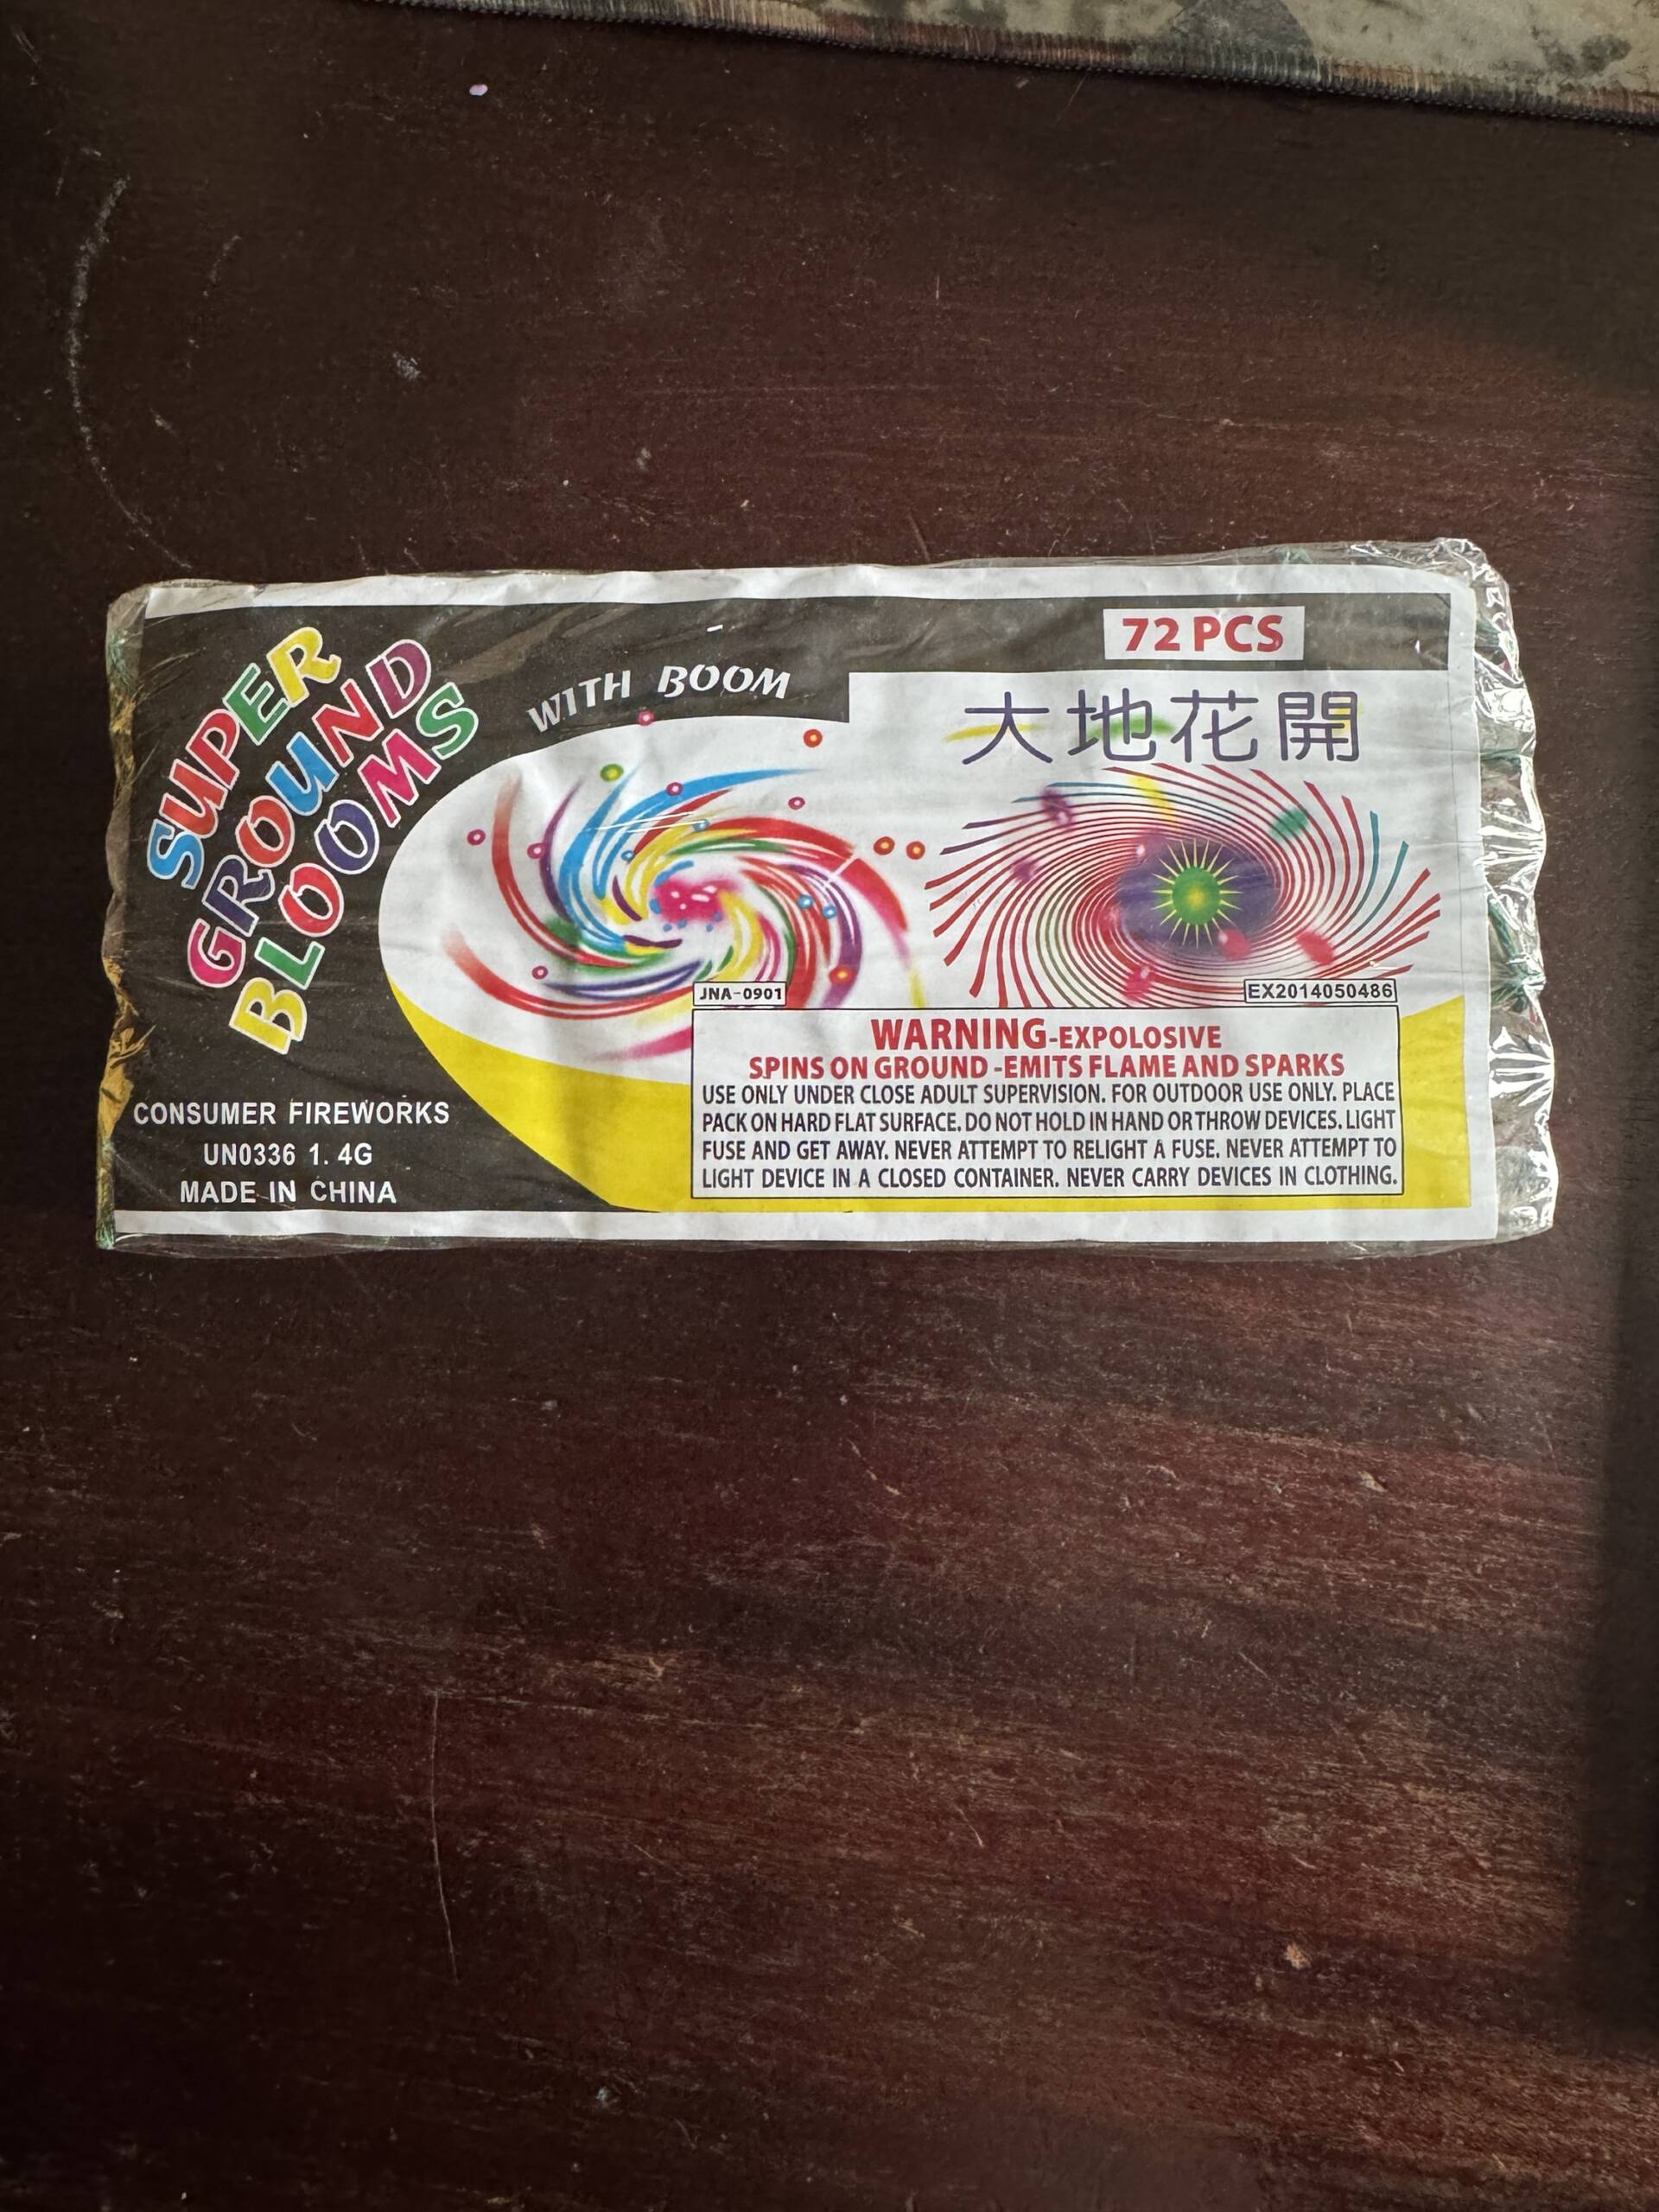 SUPER
GROUND
BLOOMS
WITH BOOM
72 PCS
大地花開
JNA-0901
EX2014050486
WARNING-EXPOLOSIVE
SPINS ON GROUND -EMITS FLAME AND SPARKS
USE ONLY UNDER CLOSE ADULT SUPERVISION. FOR OUTDOOR USE ONLY. PLACE
PACK ON HARD FLAT SURFACE. DO NOT HOLD IN HAND OR THROW DEVICES. LIGHT
FUSE AND GET AWAY. NEVER ATTEMPT TO RELIGHT A FUSE. NEVER ATTEMPT TO
LIGHT DEVICE IN A CLOSED CONTAINER. NEVER CARRY DEVICES IN CLOTHING.
CONSUMER FIREWORKS
UN0336 1. 4G
MADE IN CHINA